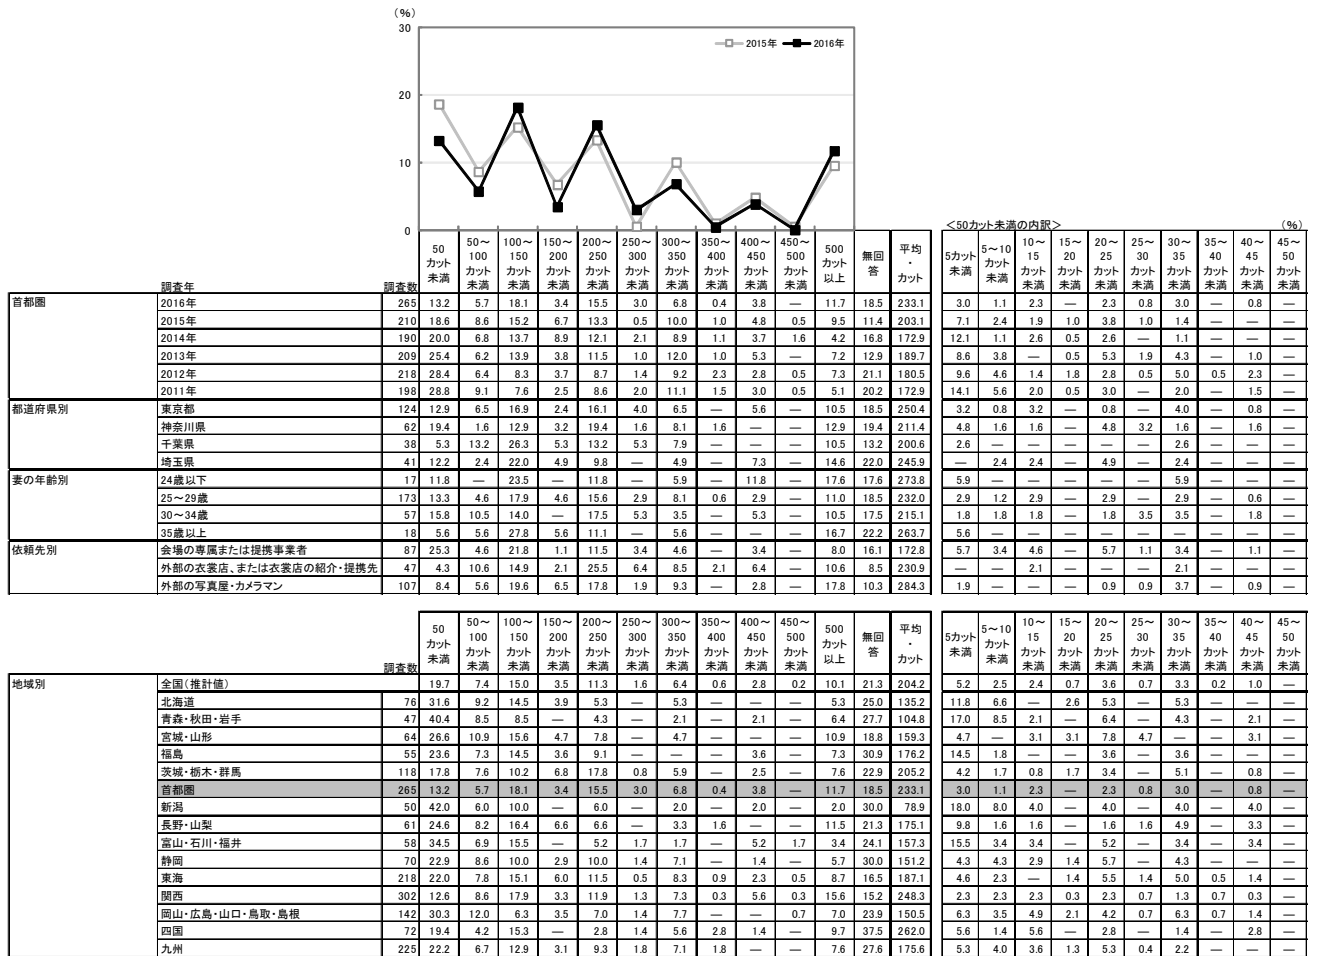 (%)
30
20
10
0
2015年 2016年
<50カット未満の内訳> (%)
調査年 調査数 50カット未満 50～100カット未満 100～150カット未満 150～200カット未満 200～250カット未満 250～300カット未満 300～350カット未満 350～400カット未満 400～450カット未満 450～500カット未満 500カット以上 無回答 平均・カット 5カット未満 5～10カット未満 10～15カット未満 15～20カット未満 20～25カット未満 25～30カット未満 30～35カット未満 35～40カット未満 40～45カット未満 45～50カット未満
首都圏 2016年 265 13.2 5.7 18.1 3.4 15.5 3.0 6.8 0.4 3.8 — 11.7 18.5 233.1 3.0 1.1 2.3 — 2.3 0.8 3.0 — 0.8 —
2015年 210 18.6 8.6 15.2 6.7 13.3 0.5 10.0 1.0 4.8 0.5 9.5 11.4 203.1 7.1 2.4 1.9 1.0 3.8 1.0 1.4 — — —
2014年 190 20.0 6.8 13.7 8.9 12.1 2.1 8.9 1.1 3.7 1.6 4.2 16.8 172.9 12.1 1.1 2.6 0.5 2.6 — 1.1 — — —
2013年 209 25.4 6.2 13.9 3.8 11.5 1.0 12.0 1.0 5.3 — 7.2 12.9 189.7 8.6 3.8 — 0.5 5.3 1.9 4.3 — 1.0 —
2012年 218 28.4 6.4 8.3 3.7 8.7 1.4 9.2 2.3 2.8 0.5 7.3 21.1 180.5 9.6 4.6 1.4 1.8 2.8 0.5 5.0 0.5 2.3 —
2011年 198 28.8 9.1 7.6 2.5 8.6 2.0 11.1 1.5 3.0 0.5 5.1 20.2 172.9 14.1 5.6 2.0 0.5 3.0 — 2.0 — 1.5 —
都道府県別 東京都 124 12.9 6.5 16.9 2.4 16.1 4.0 6.5 — 5.6 — 10.5 18.5 250.4 3.2 0.8 3.2 — 0.8 — 4.0 — 0.8 —
神奈川県 62 19.4 1.6 12.9 3.2 19.4 1.6 8.1 1.6 — — 12.9 19.4 211.4 4.8 1.6 1.6 — 4.8 3.2 1.6 — 1.6 —
千葉県 38 5.3 13.2 26.3 5.3 13.2 5.3 7.9 — — — 10.5 13.2 200.6 2.6 — — — — — 2.6 — — —
埼玉県 41 12.2 2.4 22.0 4.9 9.8 — 4.9 — 7.3 — 14.6 22.0 245.9 — 2.4 2.4 — 4.9 — 2.4 — — —
妻の年齢別 24歳以下 17 11.8 — 23.5 — 11.8 — 5.9 — 11.8 — 17.6 17.6 273.8 5.9 — — — — — 5.9 — — —
25～29歳 173 13.3 4.6 17.9 4.6 15.6 2.9 8.1 0.6 2.9 — 11.0 18.5 232.0 2.9 1.2 2.9 — 2.9 — 2.9 — 0.6 —
30～34歳 57 15.8 10.5 14.0 — 17.5 5.3 3.5 — 5.3 — 10.5 17.5 215.1 1.8 1.8 1.8 — 1.8 3.5 3.5 — 1.8 —
35歳以上 18 5.6 5.6 27.8 5.6 11.1 — 5.6 — — — 16.7 22.2 263.7 5.6 — — — — — — — — —
依頼先別 会場の専属または提携事業者 87 25.3 4.6 21.8 1.1 11.5 3.4 4.6 — 3.4 — 8.0 16.1 172.8 5.7 3.4 4.6 — 5.7 1.1 3.4 — 1.1 —
外部の衣裳店、または衣裳店の紹介・提携先 47 4.3 10.6 14.9 2.1 25.5 6.4 8.5 2.1 6.4 — 10.6 8.5 230.9 — — 2.1 — — — 2.1 — — —
外部の写真屋・カメラマン 107 8.4 5.6 19.6 6.5 17.8 1.9 9.3 — 2.8 — 17.8 10.3 284.3 1.9 — — — 0.9 0.9 3.7 — 0.9 —
調査数 50カット未満 50～100カット未満 100～150カット未満 150～200カット未満 200～250カット未満 250～300カット未満 300～350カット未満 350～400カット未満 400～450カット未満 450～500カット未満 500カット以上 無回答 平均・カット 5カット未満 5～10カット未満 10～15カット未満 15～20カット未満 20～25カット未満 25～30カット未満 30～35カット未満 35～40カット未満 40～45カット未満 45～50カット未満
地域別 全国(推計値) 19.7 7.4 15.0 3.5 11.3 1.6 6.4 0.6 2.8 0.2 10.1 21.3 204.2 5.2 2.5 2.4 0.7 3.6 0.7 3.3 0.2 1.0 —
北海道 76 31.6 9.2 14.5 3.9 5.3 — 5.3 — — — 5.3 25.0 135.2 11.8 6.6 — 2.6 5.3 — 5.3 — — —
青森・秋田・岩手 47 40.4 8.5 8.5 — 4.3 — 2.1 — 2.1 — 6.4 27.7 104.8 17.0 8.5 2.1 — 6.4 — 4.3 — 2.1 —
宮城・山形 64 26.6 10.9 15.6 4.7 7.8 — 4.7 — — — 10.9 18.8 159.3 4.7 — 3.1 3.1 7.8 4.7 — — 3.1 —
福島 55 23.6 7.3 14.5 3.6 9.1 — — — 3.6 — 7.3 30.9 176.2 14.5 1.8 — — 3.6 — 3.6 — — —
茨城・栃木・群馬 118 17.8 7.6 10.2 6.8 17.8 0.8 5.9 — 2.5 — 7.6 22.9 205.2 4.2 1.7 0.8 1.7 3.4 — 5.1 — 0.8 —
首都圏 265 13.2 5.7 18.1 3.4 15.5 3.0 6.8 0.4 3.8 — 11.7 18.5 233.1 3.0 1.1 2.3 — 2.3 0.8 3.0 — 0.8 —
新潟 50 42.0 6.0 10.0 — 6.0 — 2.0 — 2.0 — 2.0 30.0 78.9 18.0 8.0 4.0 — 4.0 — 4.0 — 4.0 —
長野・山梨 61 24.6 8.2 16.4 6.6 6.6 — 3.3 1.6 — — 11.5 21.3 175.1 9.8 1.6 1.6 — 1.6 1.6 4.9 — 3.3 —
富山・石川・福井 58 34.5 6.9 15.5 — 5.2 1.7 1.7 — 5.2 1.7 3.4 24.1 157.3 15.5 3.4 3.4 — 5.2 — 3.4 — 3.4 —
静岡 70 22.9 8.6 10.0 2.9 10.0 1.4 7.1 — 1.4 — 5.7 30.0 151.2 4.3 4.3 2.9 1.4 5.7 — 4.3 — — —
東海 218 22.0 7.8 15.1 6.0 11.5 0.5 8.3 0.9 2.3 0.5 8.7 16.5 187.1 4.6 2.3 — 1.4 5.5 1.4 5.0 0.5 1.4 —
関西 302 12.6 8.6 17.9 3.3 11.9 1.3 7.3 0.3 5.6 0.3 15.6 15.2 248.3 2.3 2.3 2.3 0.3 2.3 0.7 1.3 0.7 0.3 —
岡山・広島・山口・鳥取・島根 142 30.3 12.0 6.3 3.5 7.0 1.4 7.7 — — 0.7 7.0 23.9 150.5 6.3 3.5 4.9 2.1 4.2 0.7 6.3 0.7 1.4 —
四国 72 19.4 4.2 15.3 — 2.8 1.4 5.6 2.8 1.4 — 9.7 37.5 262.0 5.6 1.4 5.6 — 2.8 — 1.4 — 2.8 —
九州 225 22.2 6.7 12.9 3.1 9.3 1.8 7.1 1.8 — — 7.6 27.6 175.6 5.3 4.0 3.6 1.3 5.3 0.4 2.2 — — —